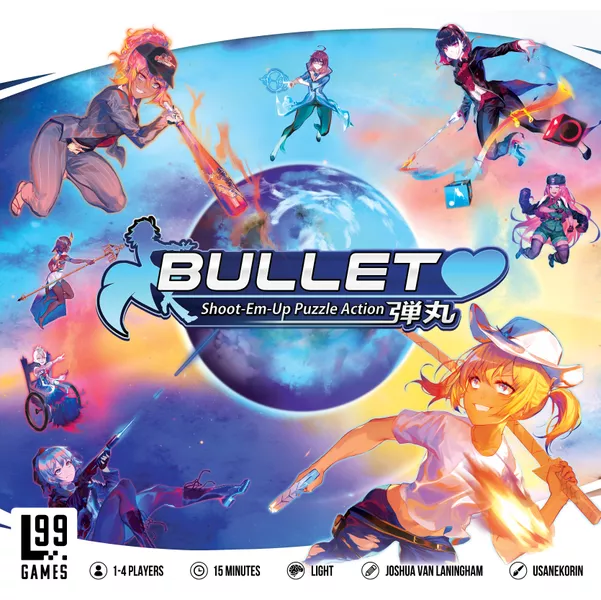 BULLET
Shoot-Em-Up Puzzle Action 弾丸
L99
GAMES
1-4 PLAYERS
15 MINUTES
LIGHT
JOSHUA VAN LANINGHAM
USANEKORIN